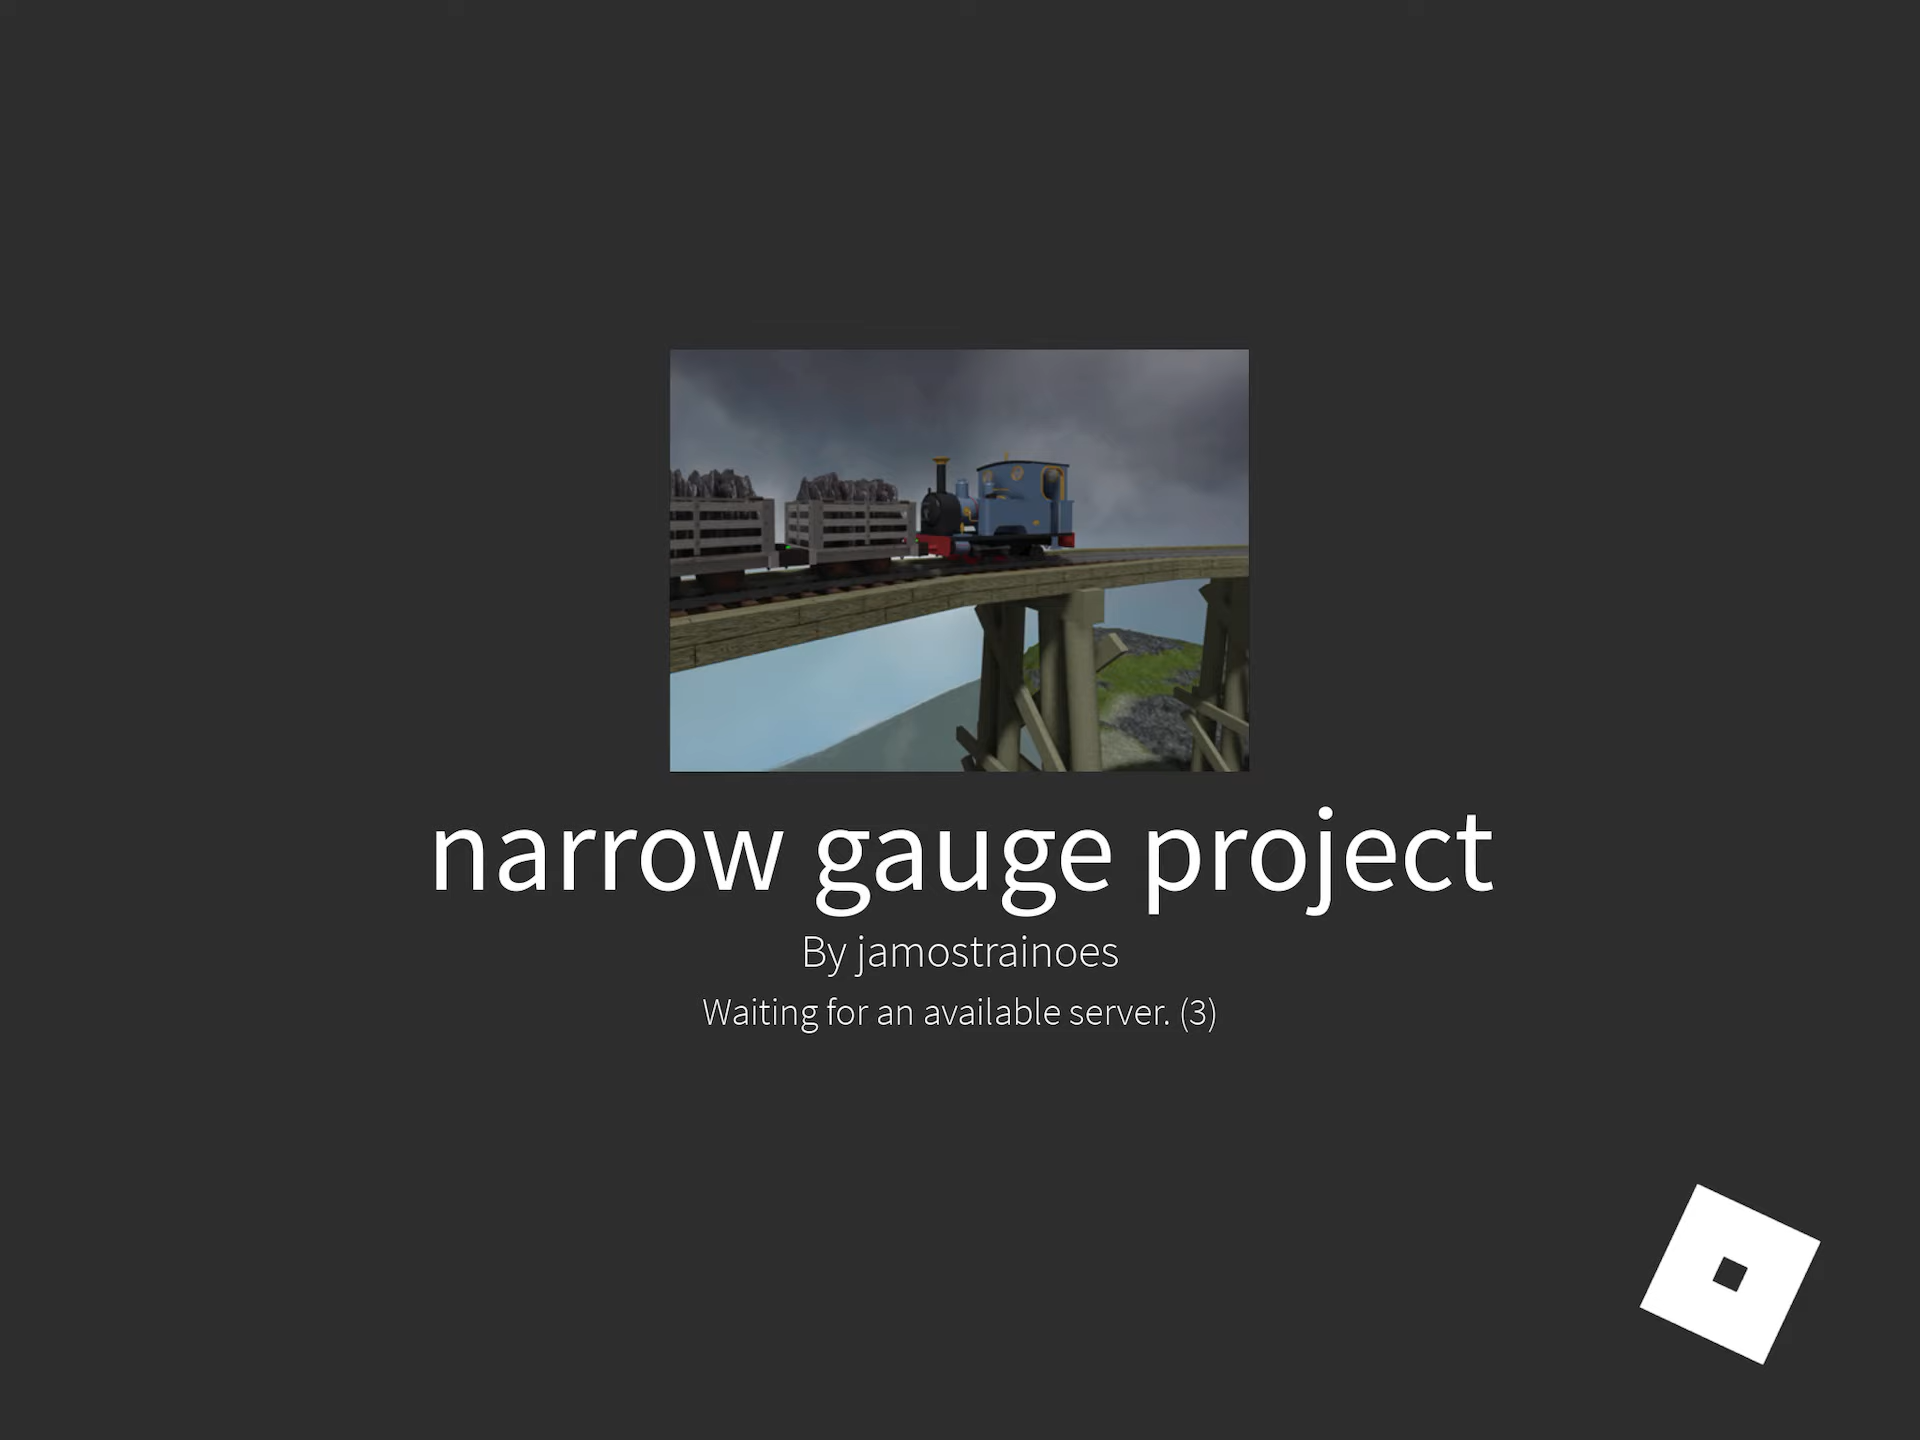 narrow gauge project
By jamostrainoes
Waiting for an available server. (3)